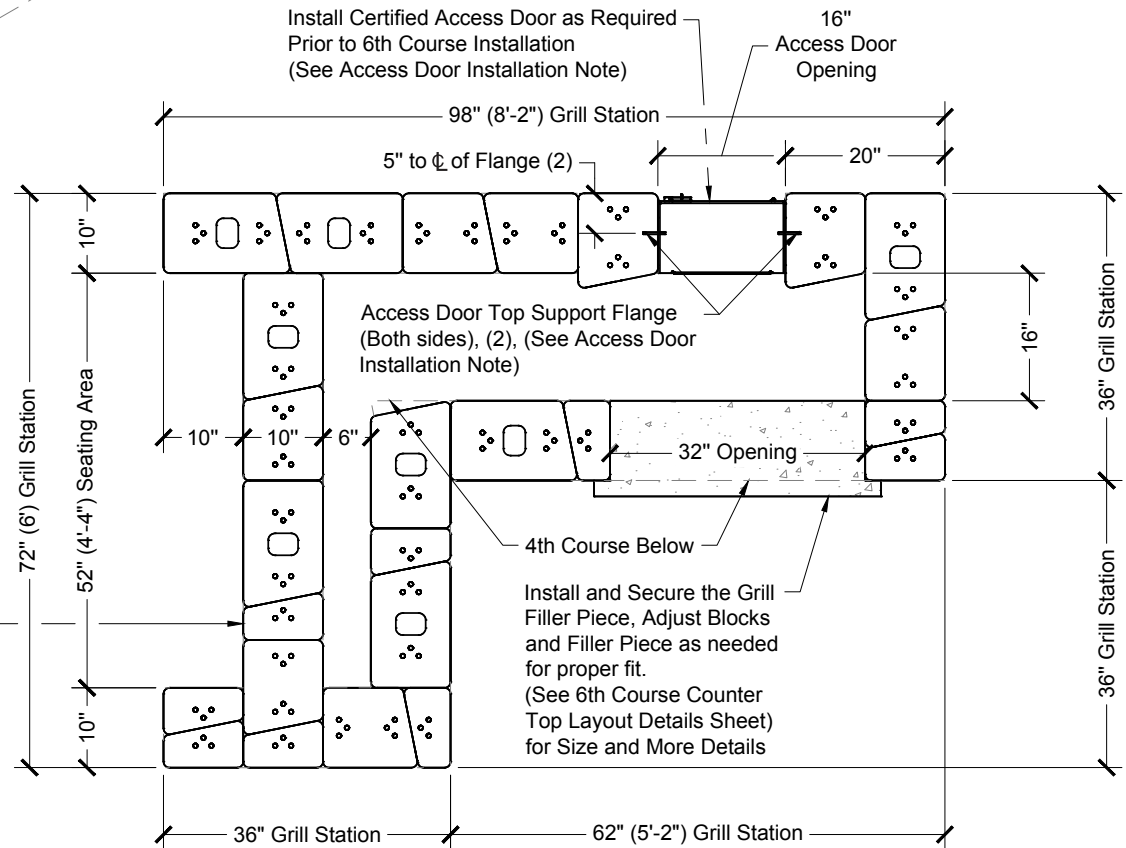 Install Certified Access Door as Required
Prior to 6th Course Installation
(See Access Door Installation Note)
16"
Access Door
Opening
98" (8'-2") Grill Station
5" to ℄ of Flange (2)
20"
10"
72" (6') Grill Station
52" (4'-4") Seating Area
10"
Access Door Top Support Flange
(Both sides), (2), (See Access Door
Installation Note)
16"
36" Grill Station
10"
10"
6"
32" Opening
4th Course Below
Install and Secure the Grill
Filler Piece, Adjust Blocks
and Filler Piece as needed
for proper fit.
(See 6th Course Counter
Top Layout Details Sheet)
for Size and More Details
36" Grill Station
36" Grill Station
62" (5'-2") Grill Station